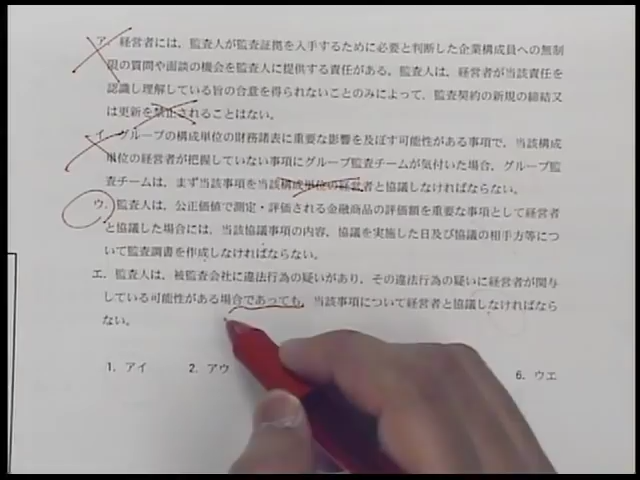 ア. 経営者には，監査人が監査証拠を入手するために必要と判断した企業構成員への無制
限の質問や面談の機会を監査人に提供する責任がある。監査人は，経営者が当該責任を
認識し理解している旨の合意を得られないことのみによって，監査契約の新規の締結又
は更新を禁止されることはない。
イ. グループの構成単位の財務諸表に重要な影響を及ぼす可能性がある事項で，当該構成
単位の経営者が把握していない事項にグループ監査チームが気付いた場合，グループ監
査チームは，まず当該事項を当該構成単位の経営者と協議しなければならない。
ウ. 監査人は，公正価値で測定・評価される金融商品の評価額を重要な事項として経営者
と協議した場合には，当該協議事項の内容，協議を実施した日及び協議の相手方等につ
いて監査調書を作成しなければならない。
エ. 監査人は，被監査会社に違法行為の疑いがあり，その違法行為の疑いに経営者が関与
している可能性がある場合であっても，当該事項について経営者と協議しなければなら
ない。
1. アイ 2. アウ 6. ウエ